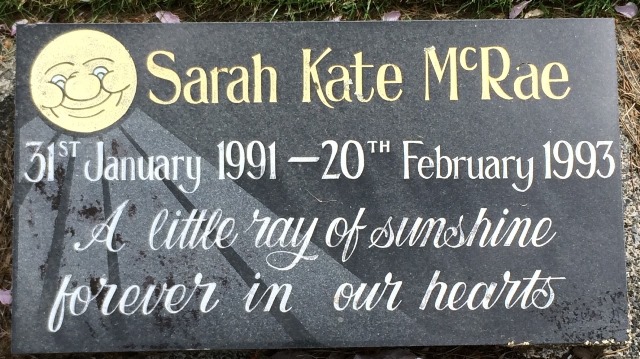 Sarah Kate McRae
31ST January 1991 – 20TH February 1993
A little ray of sunshine
forever in our hearts